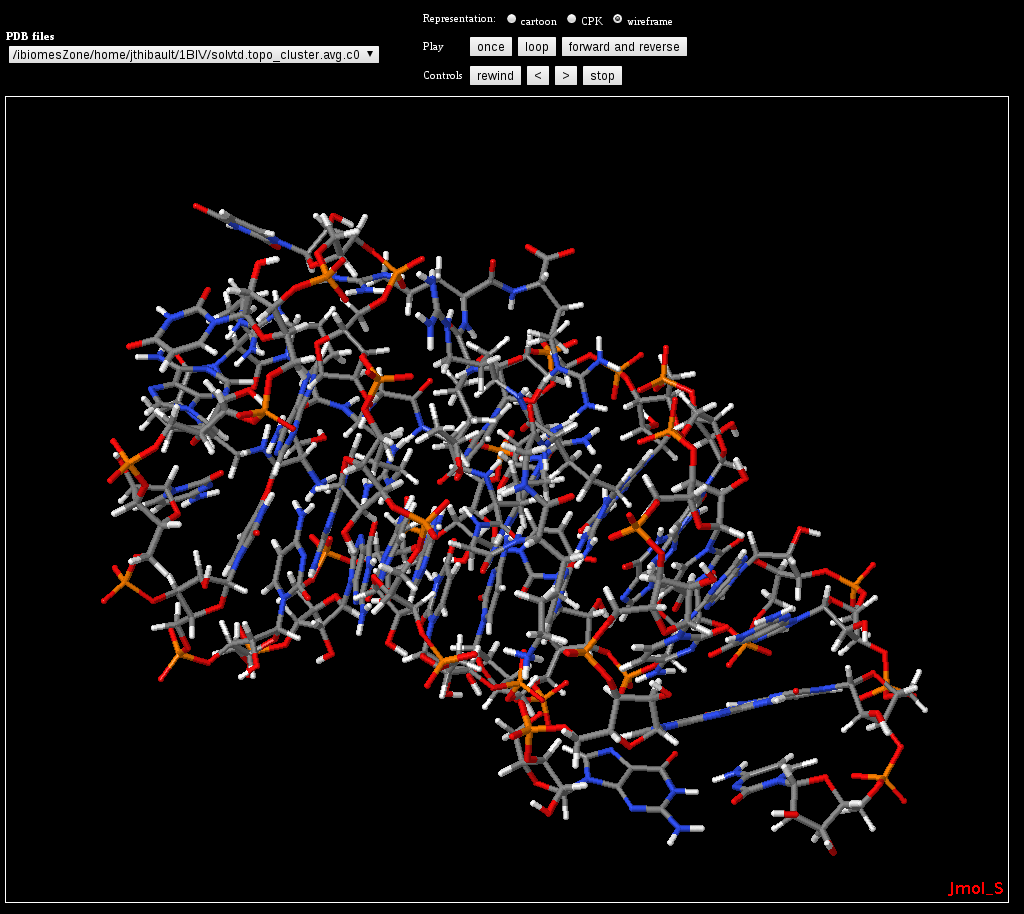 Representation: cartoon CPK wireframe
PDB files
/ibiomesZone/home/jthibault/1BIV/solvtd.topo_cluster.avg.c0
Play once loop forward and reverse
Controls rewind < > stop
Jmol_S